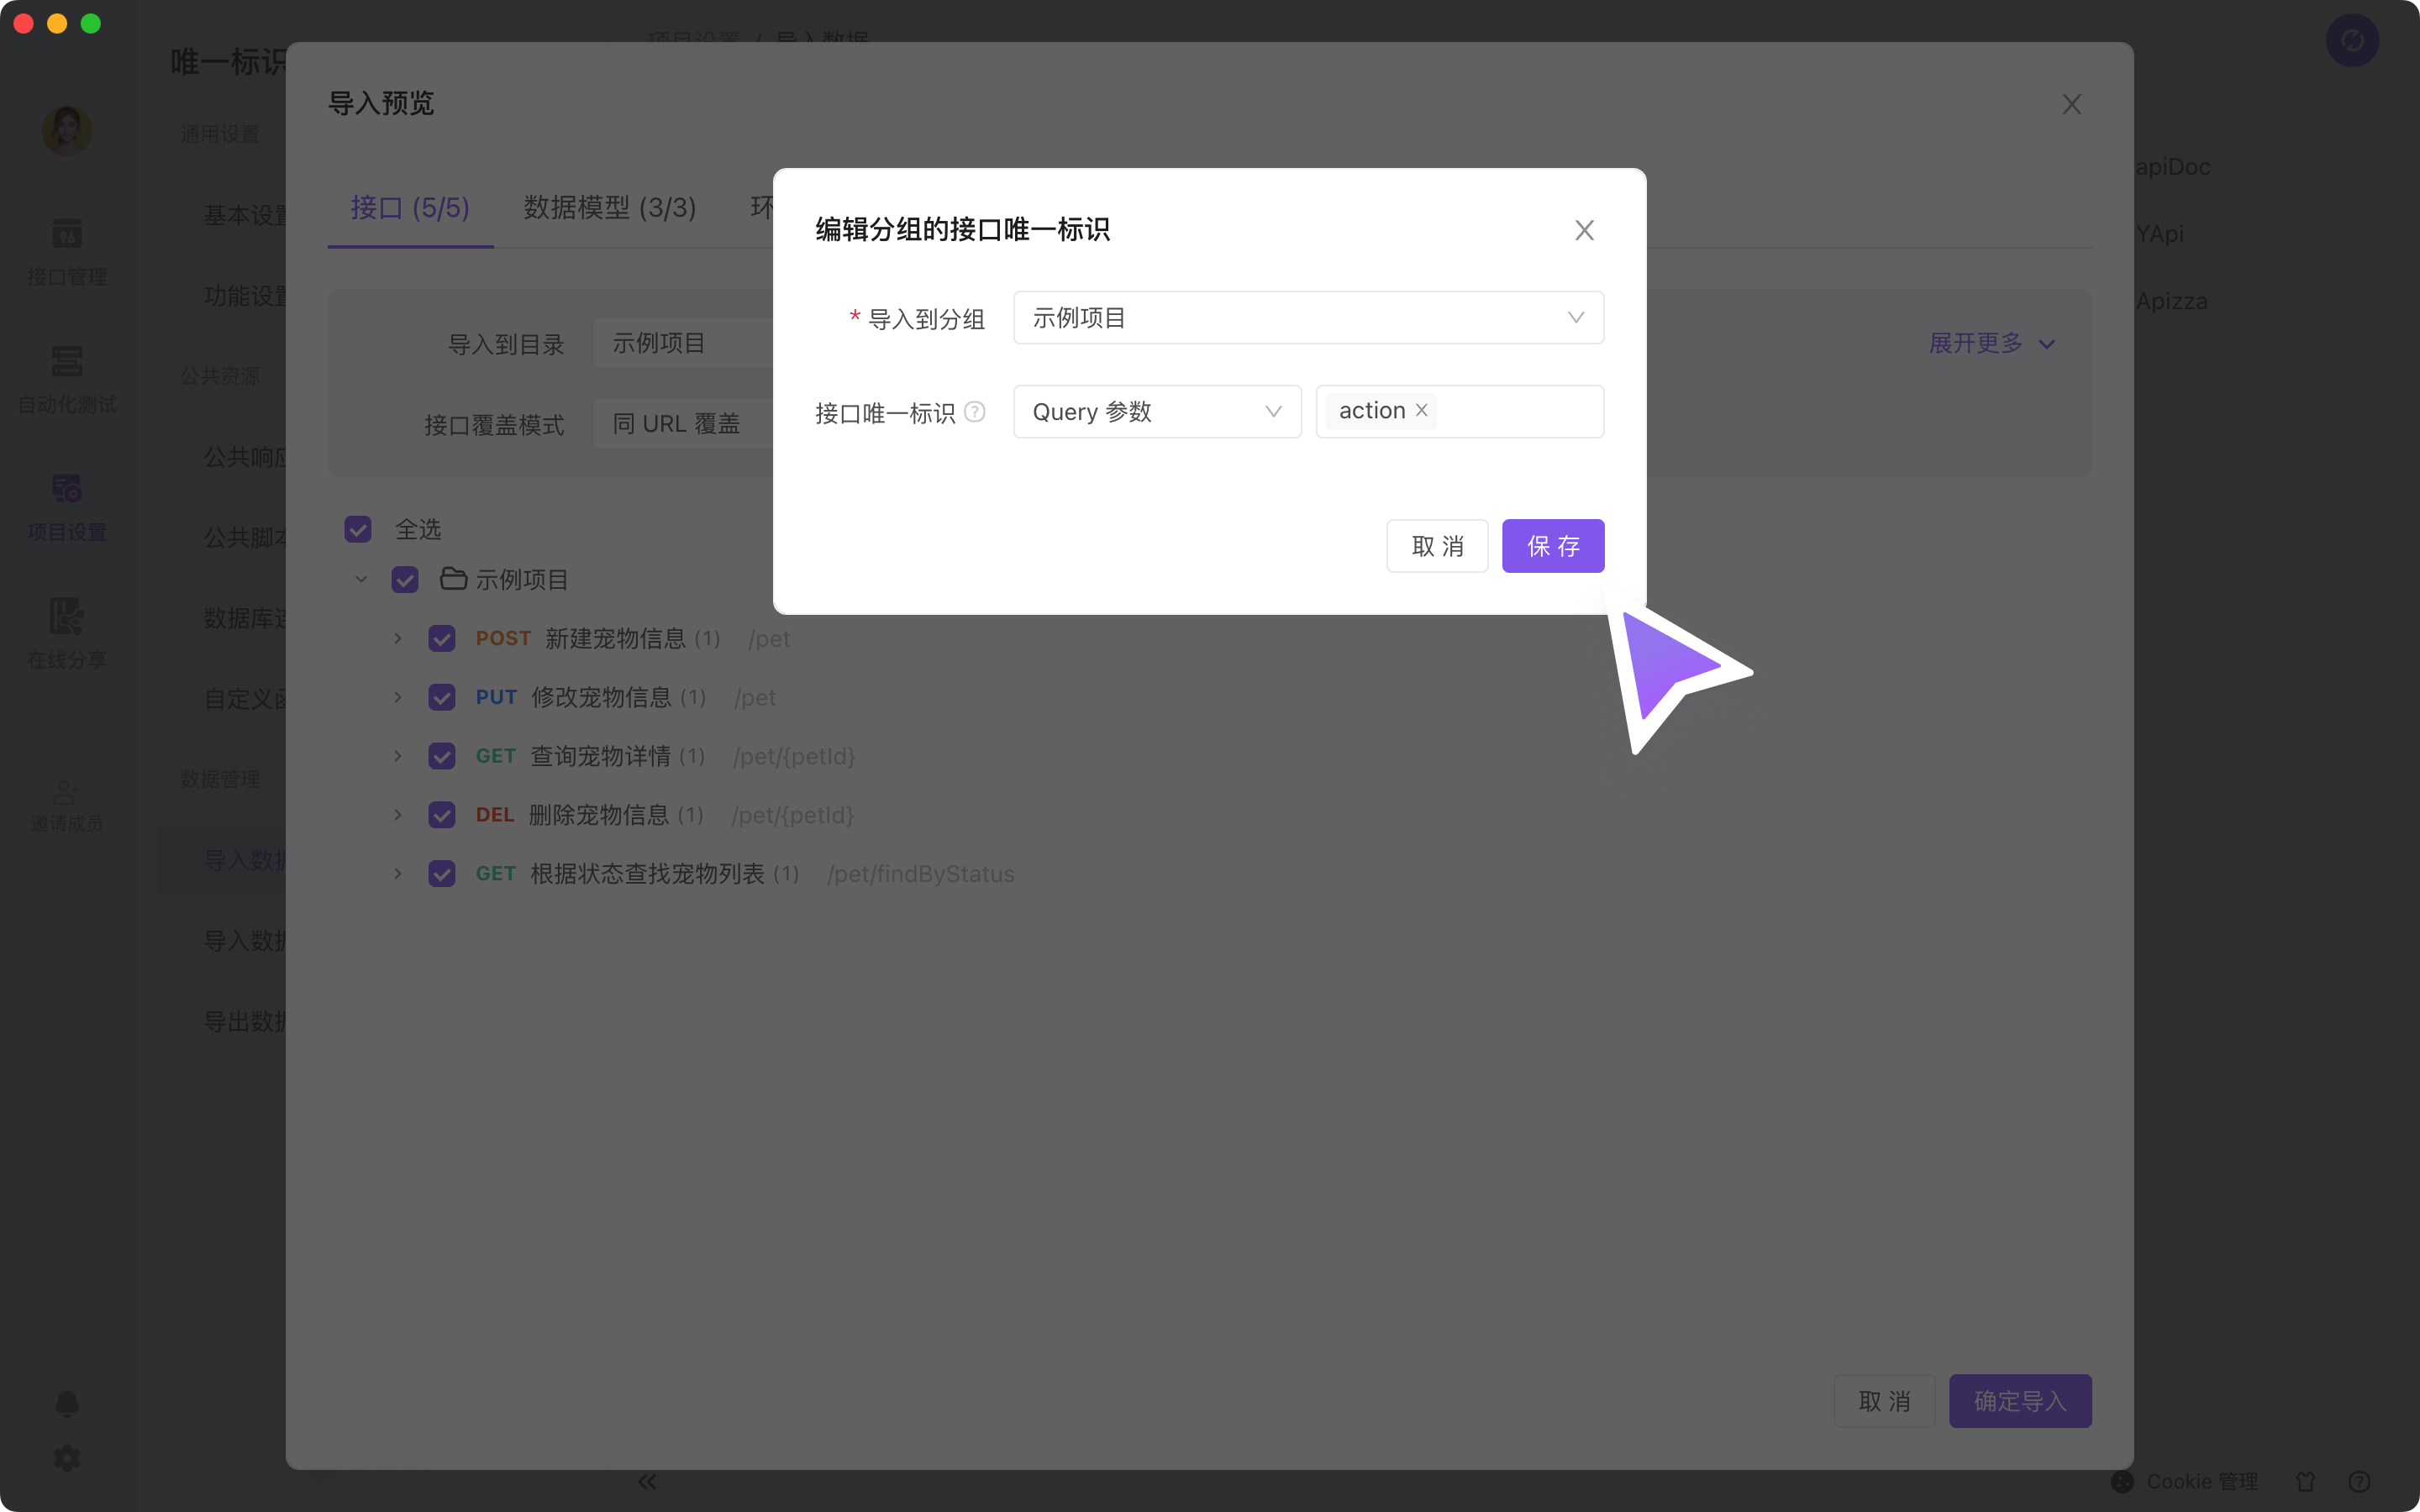 唯一标识
项目设置 / 导入数据
通用设置
基本设置
功能设置
公共资源
公共响应
公共脚本
数据库连
自定义函
数据管理
导入数据
导入数据
导出数据
接口管理
自动化测试
项目设置
在线分享
邀请成员
导入预览
接口 (5/5)
数据模型 (3/3)
环
导入到目录
示例项目
展开更多
接口覆盖模式
同 URL 覆盖
编辑分组的接口唯一标识
* 导入到分组
示例项目
接口唯一标识
Query 参数
action
取 消
保 存
全选
示例项目
POST 新建宠物信息 (1) /pet
PUT 修改宠物信息 (1) /pet
GET 查询宠物详情 (1) /pet/{petId}
DEL 删除宠物信息 (1) /pet/{petId}
GET 根据状态查找宠物列表 (1) /pet/findByStatus
取 消
确定导入
apiDoc
YApi
Apizza
Cookie 管理